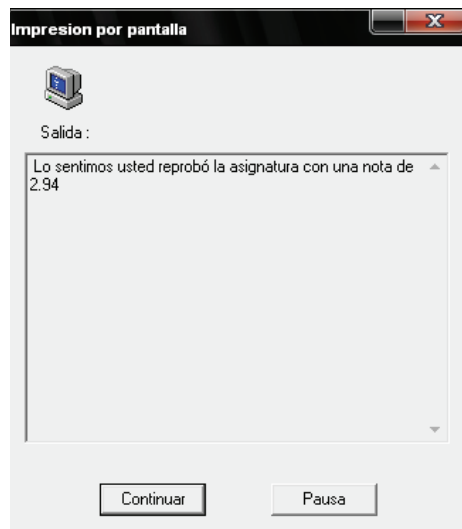 Impresion por pantalla
Salida :
Lo sentimos usted reprobó la asignatura con una nota de
2.94
Continuar
Pausa